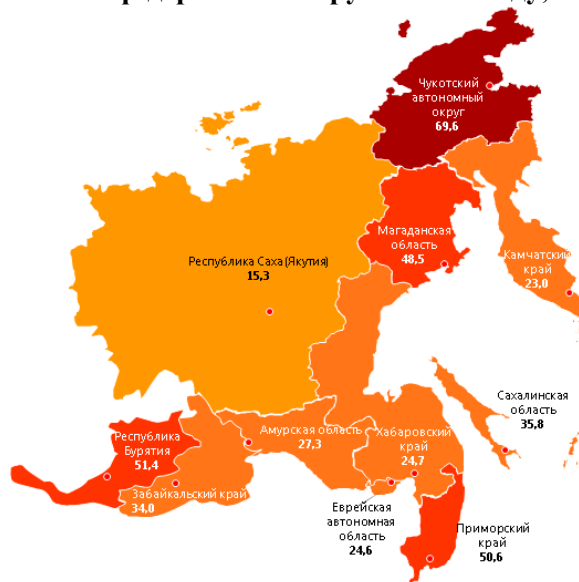 Чукотский
автономный
округ
69,6
Магаданская
область
48,5
Камчатский
край
23,0
Республика Саха (Якутия)
15,3
Сахалинская
область
35,8
Республика
Бурятия
51,4
Амурская область
27,3
Хабаровский
край
24,7
Забайкальский край
34,0
Еврейская
автономная
область
24,6
Приморский
край
50,6